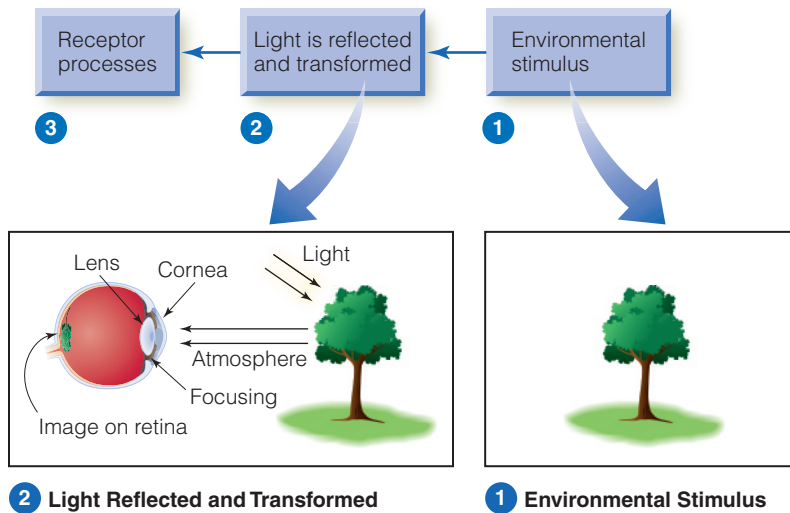 Receptor
processes
Light is reflected
and transformed
Environmental
stimulus
3
2
1
Light
Lens
Cornea
Atmosphere
Focusing
Image on retina
2 Light Reflected and Transformed
1 Environmental Stimulus